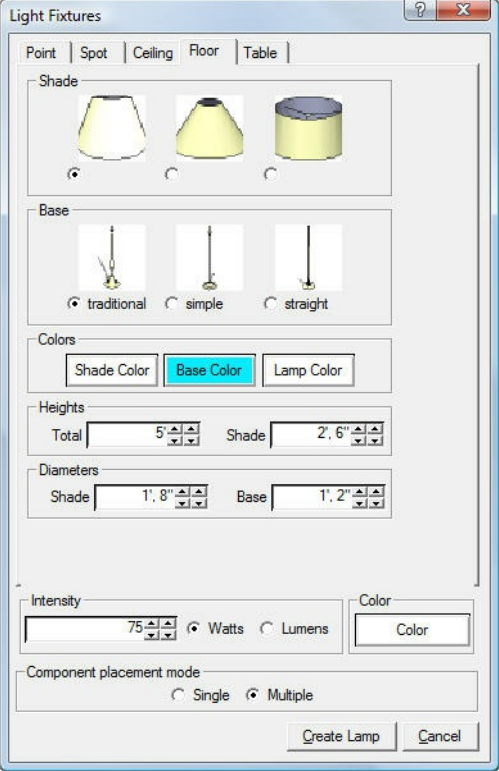 Light Fixtures
?
Point Spot Ceiling Floor Table
Shade
Base
traditional simple straight
Colors
Shade Color Base Color Lamp Color
Heights
Total 5' Shade 2', 6"
Diameters
Shade 1', 8" Base 1', 2"
Intensity Color
75 Watts Lumens Color
Component placement mode
Single Multiple
Create Lamp Cancel